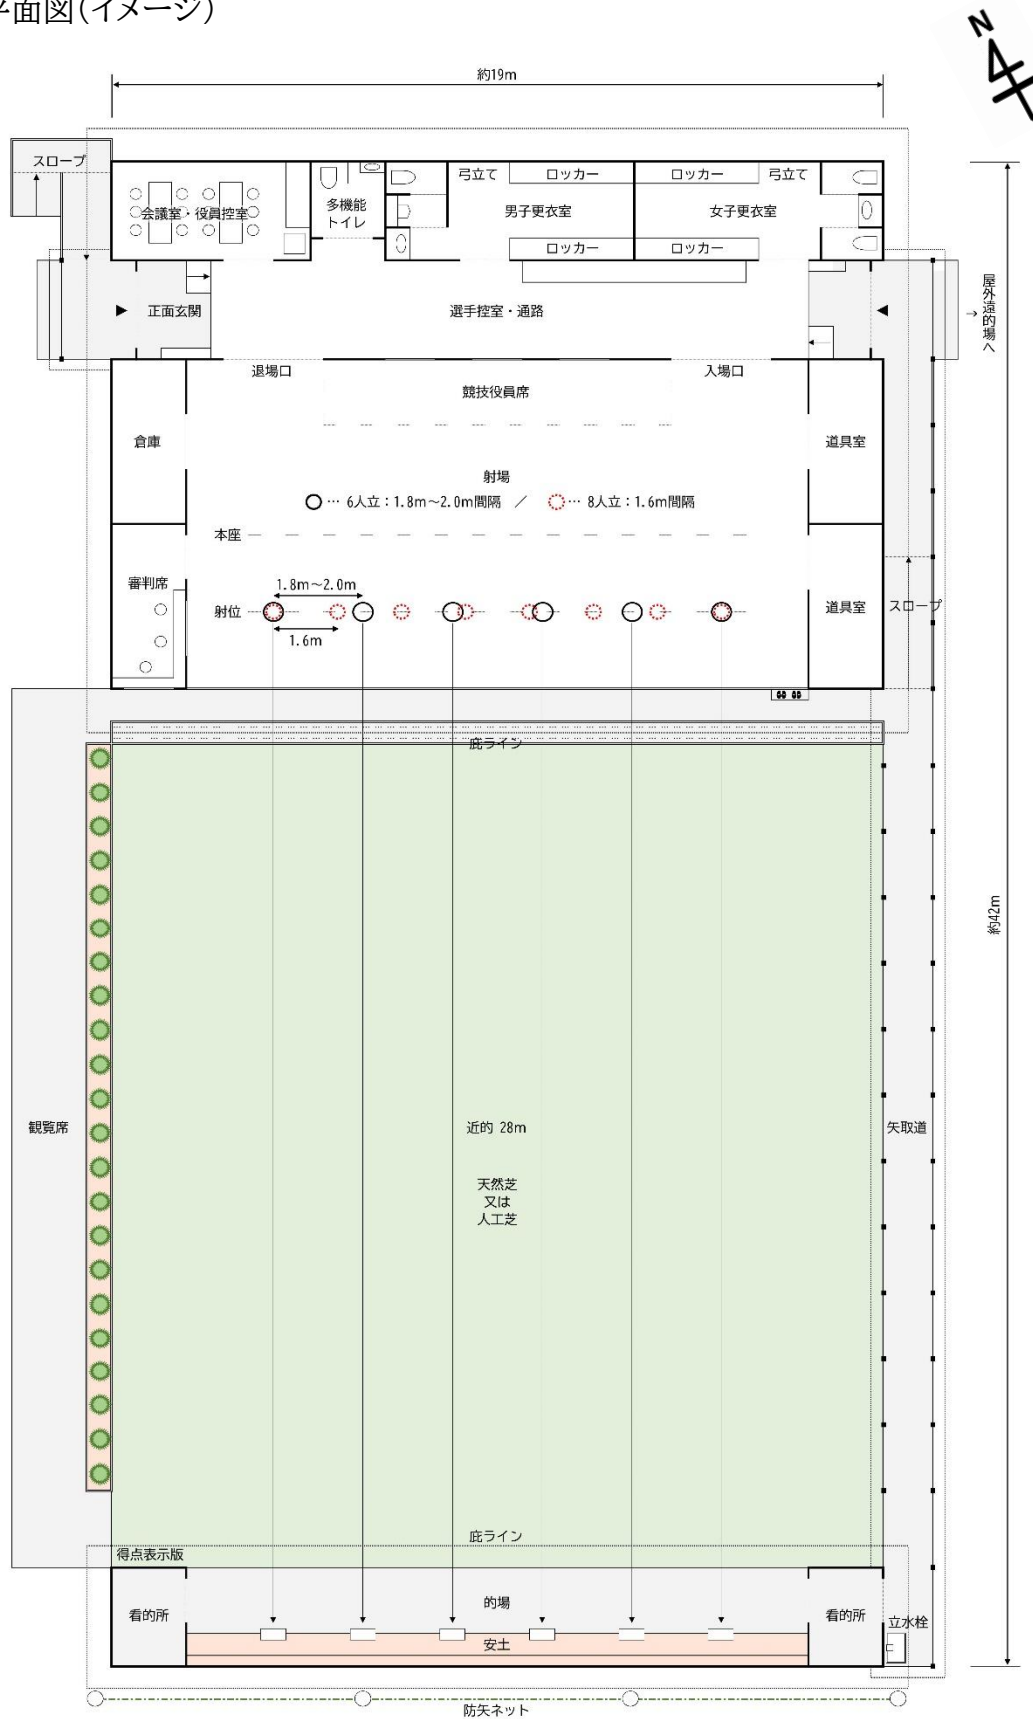 平面図（イメージ）
N
約19m
スロープ
会議室・役員控室
多機能
トイレ
弓立て
ロッカー
ロッカー
弓立て
男子更衣室
女子更衣室
ロッカー
ロッカー
正面玄関
選手控室・通路
→屋外遠的場へ
退場口
入場口
競技役員席
倉庫
道具室
射場
… 6人立：1.8m～2.0m間隔 ／ … 8人立：1.6m間隔
本座
審判席
1.8m～2.0m
射位
道具室
スロープ
1.6m
庇ライン
約42m
観覧席
近的 28m
矢取道
天然芝
又は
人工芝
庇ライン
得点表示版
看的所
的場
看的所
立水栓
安土
防矢ネット